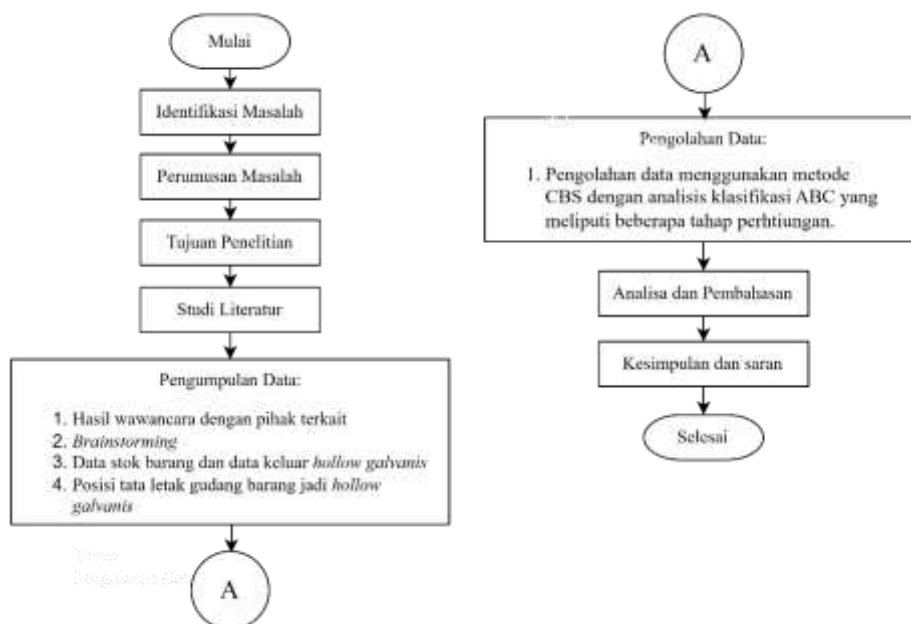 Mulai
Identifikasi Masalah
Perumusan Masalah
Tujuan Penelitian
Studi Literatur
Pengumpulan Data:
1. Hasil wawancara dengan pihak terkait
2. Brainstorming
3. Data stok barang dan data keluar hollow galvanis
4. Posisi tata letak gudang barang jadi hollow
galvanis
A
A
Pengolahan Data:
1. Pengolahan data menggunakan metode
CBS dengan analisis klasifikasi ABC yang
meliputi beberapa tahap perhtiungan.
Analisa dan Pembahasan
Kesimpulan dan saran
Selesai